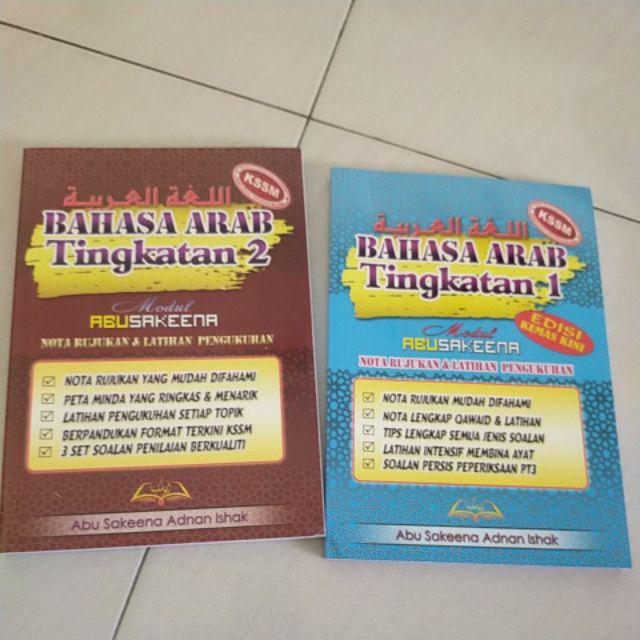 KSSM
اللغة العربية
BAHASA ARAB
Tingkatan 2
Modul
ABUSAKEENA
NOTA RUJUKAN & LATIHAN PENGUKUHAN
NOTA RUJUKAN YANG MUDAH DIFAHAMI
PETA MINDA YANG RINGKAS & MENARIK
LATIHAN PENGUKUHAN SETIAP TOPIK
BERPANDUKAN FORMAT TERKINI KSSM
3 SET SOALAN PENILAIAN BERKUALITI
Abu Sakeena Adnan Ishak
KSSM
اللغة العربية
BAHASA ARAB
Tingkatan 1
EDISI
KEMAS KINI
Modul
ABUSAKEENA
NOTA RUJUKAN & LATIHAN PENGUKUHAN
NOTA RUJUKAN MUDAH DIFAHAMI
NOTA LENGKAP QAWAID & LATIHAN
TIPS LENGKAP SEMUA JENIS SOALAN
LATIHAN INTENSIF MEMBINA AYAT
SOALAN PERSIS PEPERIKSAAN PT3
Abu Sakeena Adnan Ishak